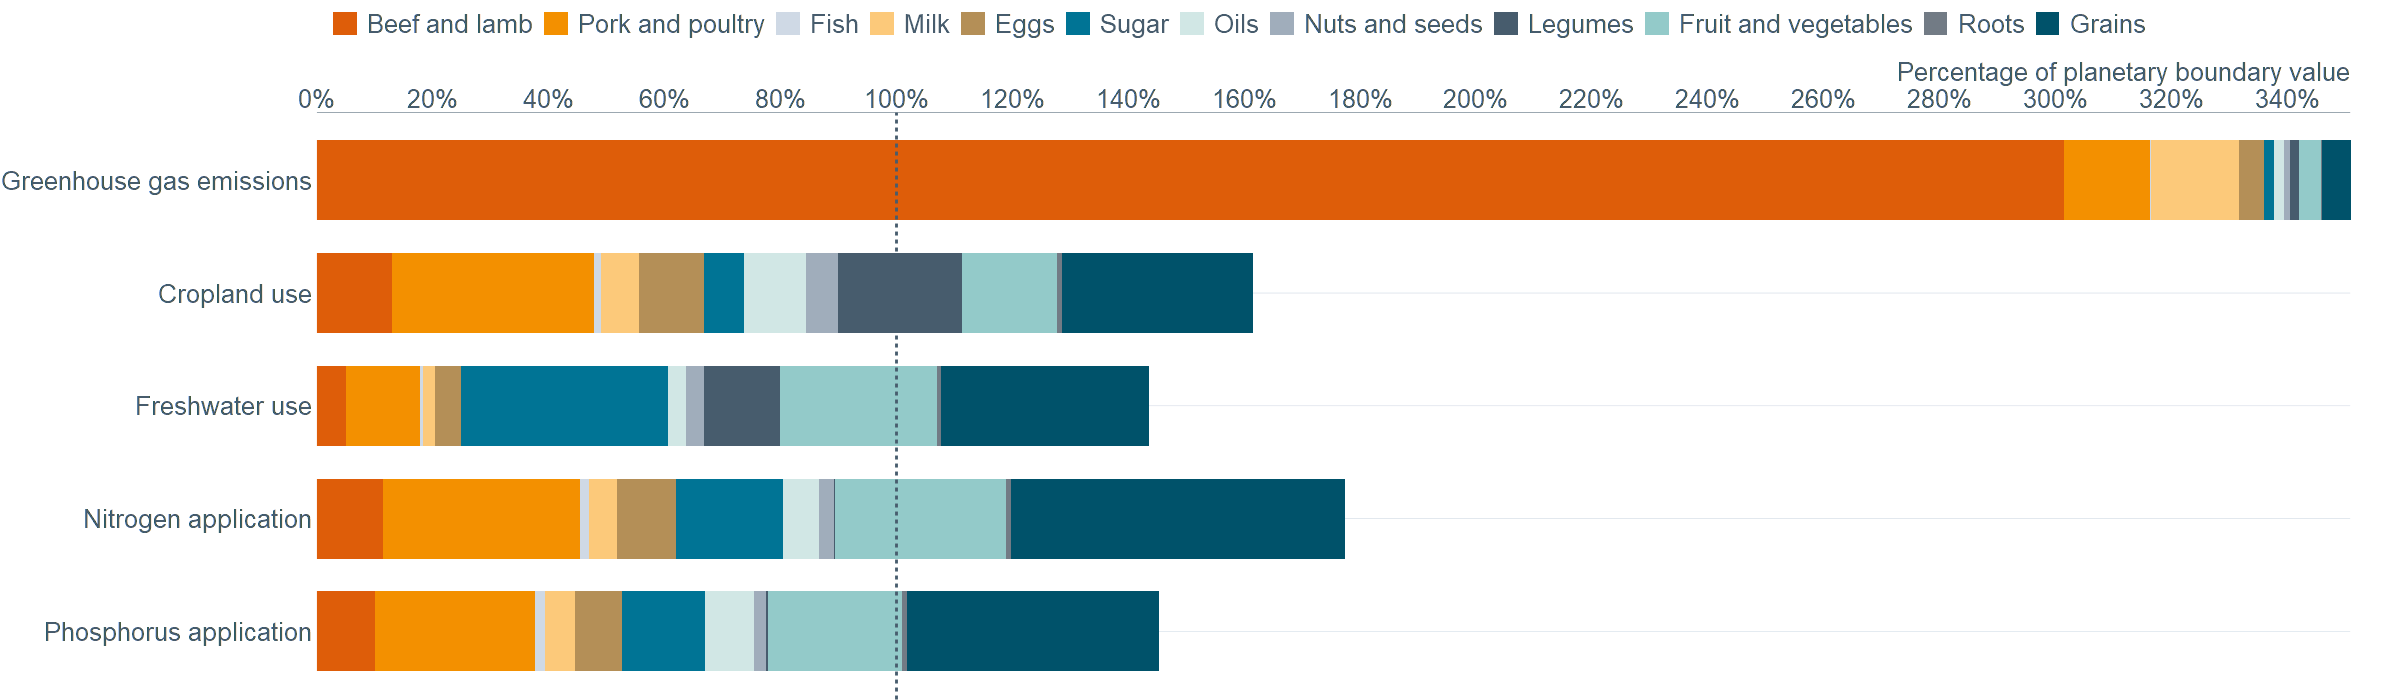 Beef and lamb Pork and poultry Fish Milk Eggs Sugar Oils Nuts and seeds Legumes Fruit and vegetables Roots Grains
Percentage of planetary boundary value
0% 20% 40% 60% 80% 100% 120% 140% 160% 180% 200% 220% 240% 260% 280% 300% 320% 340%
Greenhouse gas emissions
Cropland use
Freshwater use
Nitrogen application
Phosphorus application